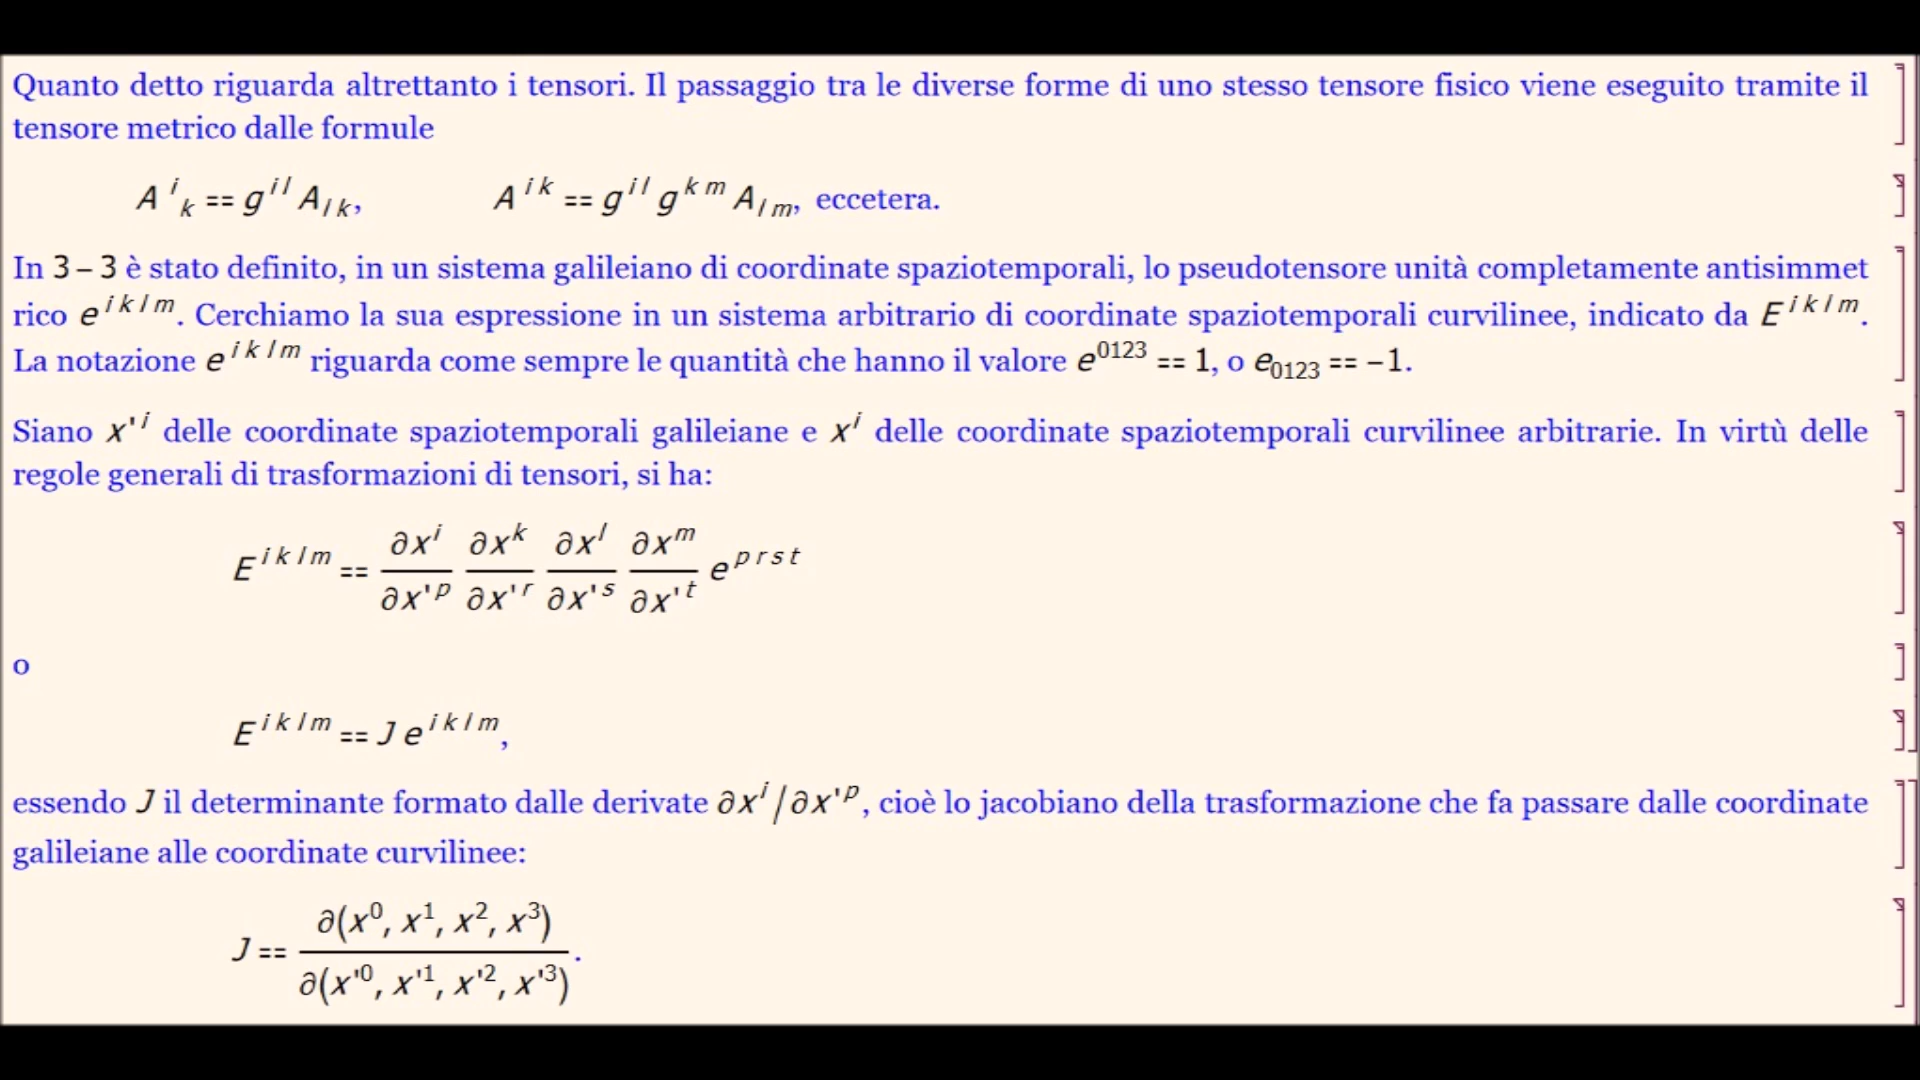 Quanto detto riguarda altrettanto i tensori. Il passaggio tra le diverse forme di uno stesso tensore fisico viene eseguito tramite il
tensore metrico dalle formule
A^i_k == g^{il} A_{lk},    A^{ik} == g^{il} g^{km} A_{lm}, eccetera.
In 3 – 3 è stato definito, in un sistema galileiano di coordinate spaziotemporali, lo pseudotensore unità completamente antisimmet
rico e^{iklm}. Cerchiamo la sua espressione in un sistema arbitrario di coordinate spaziotemporali curvilinee, indicato da E^{iklm}.
La notazione e^{iklm} riguarda come sempre le quantità che hanno il valore e^{0123} == 1, o e_{0123} == −1.
Siano x'^i delle coordinate spaziotemporali galileiane e x^i delle coordinate spaziotemporali curvilinee arbitrarie. In virtù delle
regole generali di trasformazioni di tensori, si ha:
E^{iklm} == ∂x^i/∂x'^p ∂x^k/∂x'^r ∂x^l/∂x'^s ∂x^m/∂x'^t e^{prst}
o
E^{iklm} == J e^{iklm},
essendo J il determinante formato dalle derivate ∂x^i/∂x'^p, cioè lo jacobiano della trasformazione che fa passare dalle coordinate
galileiane alle coordinate curvilinee:
J == ∂(x^0, x^1, x^2, x^3)/∂(x'^0, x'^1, x'^2, x'^3).